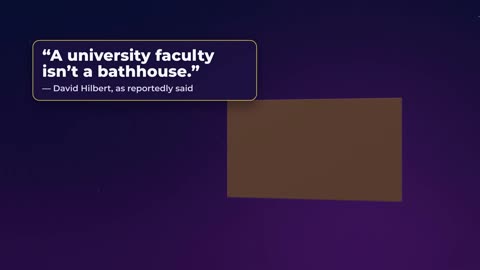 “A university faculty
isn’t a bathhouse.”
— David Hilbert, as reportedly said